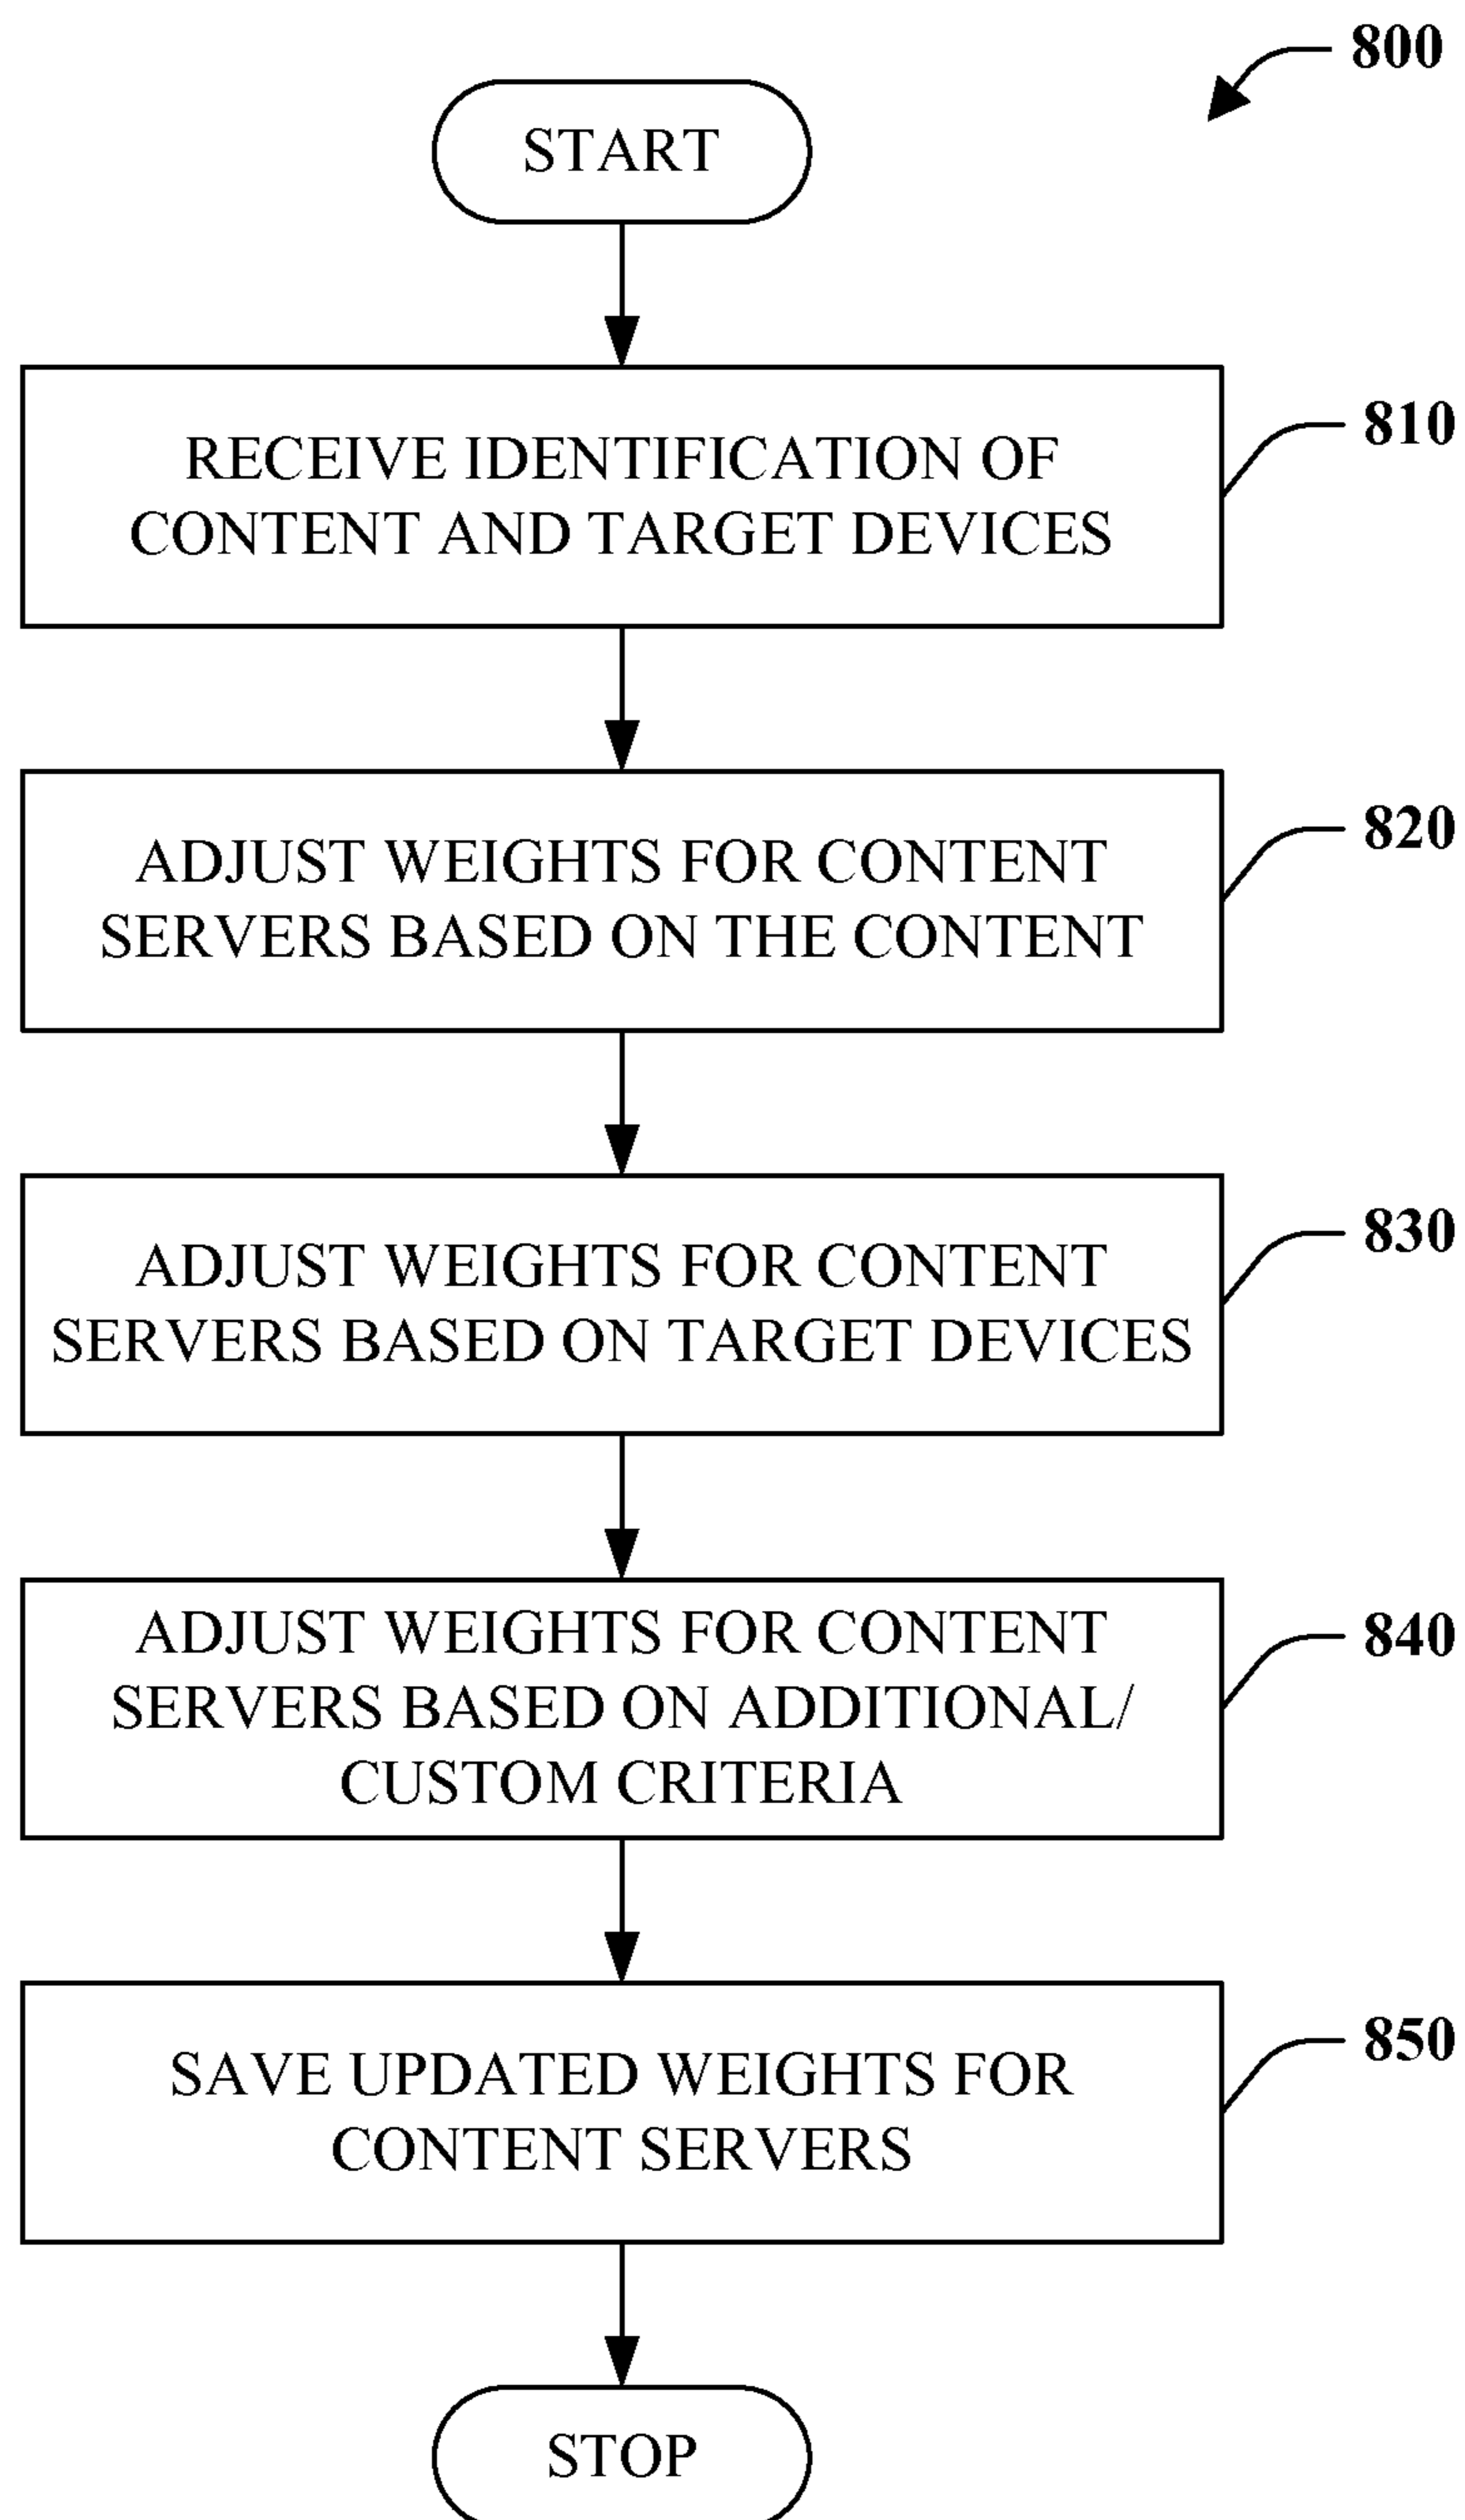 800
START
RECEIVE IDENTIFICATION OF
CONTENT AND TARGET DEVICES
810
ADJUST WEIGHTS FOR CONTENT
SERVERS BASED ON THE CONTENT
820
ADJUST WEIGHTS FOR CONTENT
SERVERS BASED ON TARGET DEVICES
830
ADJUST WEIGHTS FOR CONTENT
SERVERS BASED ON ADDITIONAL/
CUSTOM CRITERIA
840
SAVE UPDATED WEIGHTS FOR
CONTENT SERVERS
850
STOP